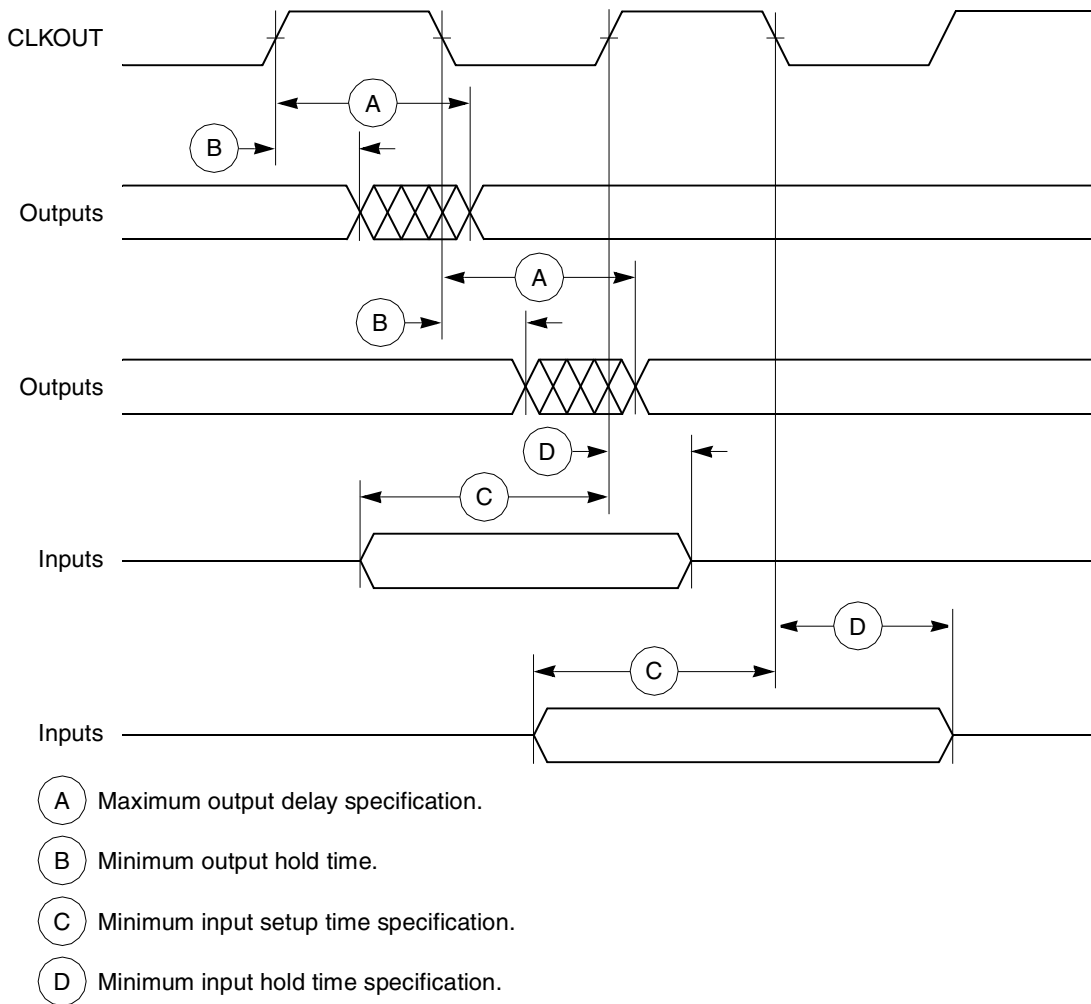 CLKOUT
A
B
Outputs
A
B
Outputs
D
C
Inputs
D
C
Inputs
A Maximum output delay specification.
B Minimum output hold time.
C Minimum input setup time specification.
D Minimum input hold time specification.